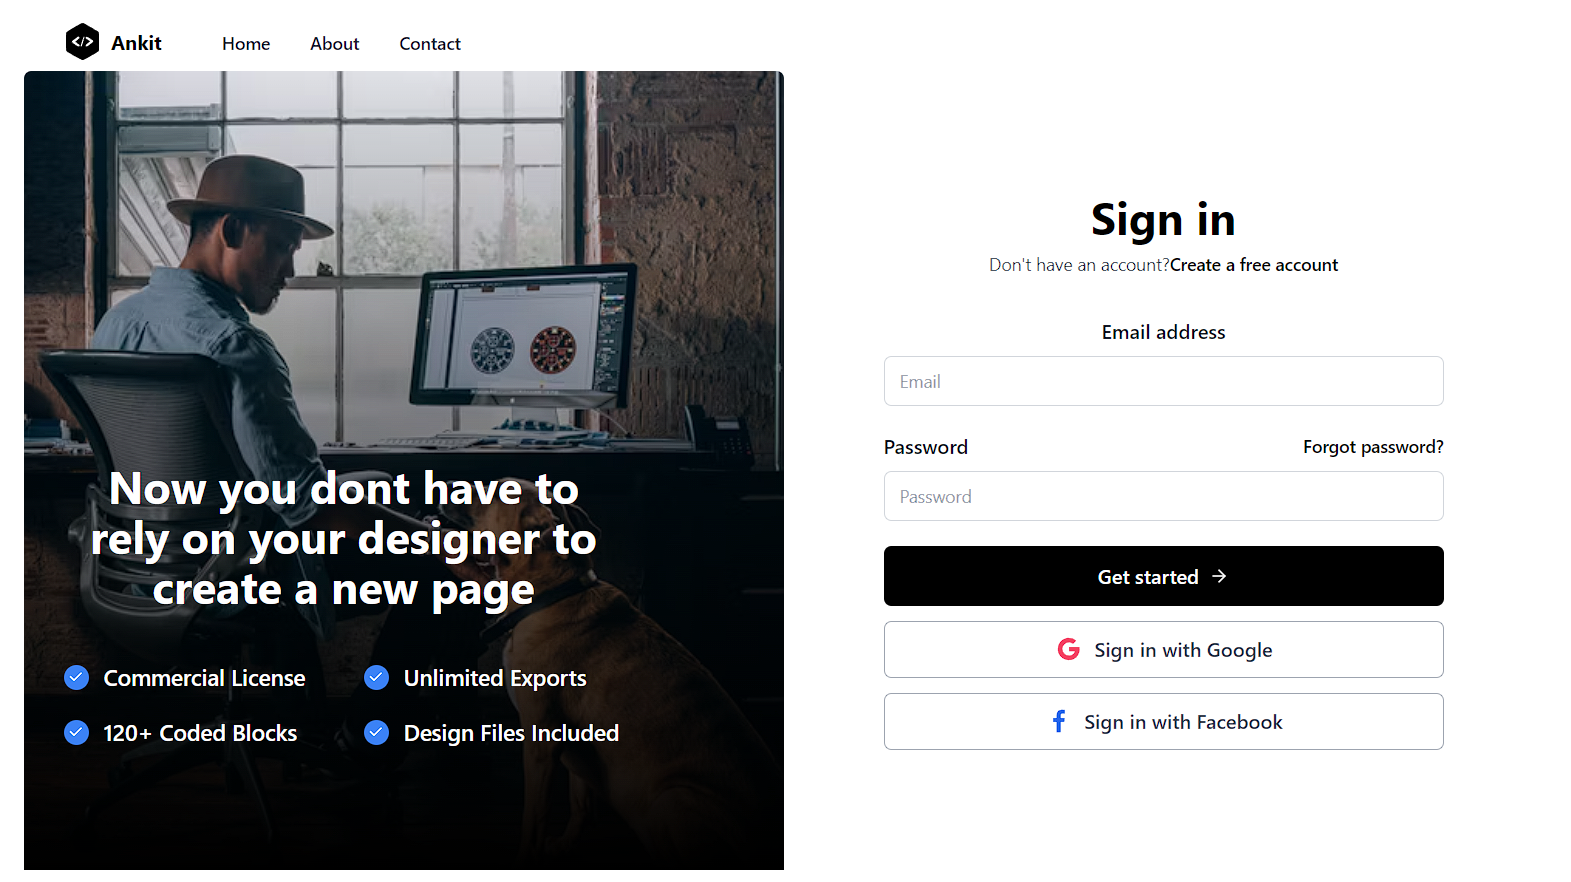 Ankit
Home
About
Contact
Now you dont have to
rely on your designer to
create a new page
Commercial License
Unlimited Exports
120+ Coded Blocks
Design Files Included
Sign in
Don't have an account?Create a free account
Email address
Email
Password
Forgot password?
Password
Get started →
Sign in with Google
Sign in with Facebook